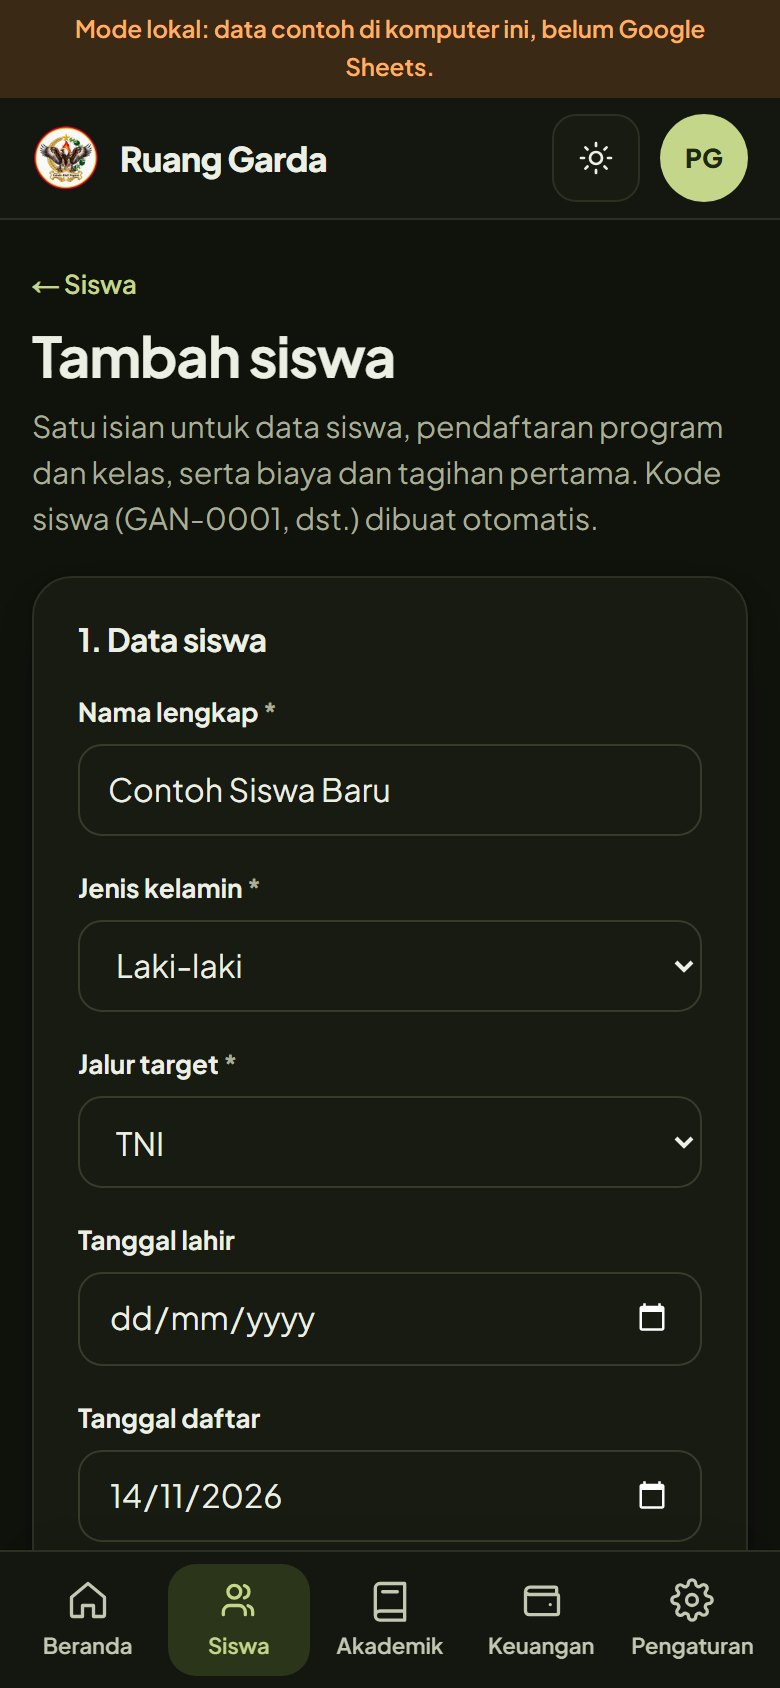 Mode lokal: data contoh di komputer ini, belum Google
Sheets.
Ruang Garda
PG
← Siswa
Tambah siswa
Satu isian untuk data siswa, pendaftaran program
dan kelas, serta biaya dan tagihan pertama. Kode
siswa (GAN-0001, dst.) dibuat otomatis.
1. Data siswa
Nama lengkap *
Contoh Siswa Baru
Jenis kelamin *
Laki-laki
Jalur target *
TNI
Tanggal lahir
dd/mm/yyyy
Tanggal daftar
14/11/2026
Beranda
Siswa
Akademik
Keuangan
Pengaturan